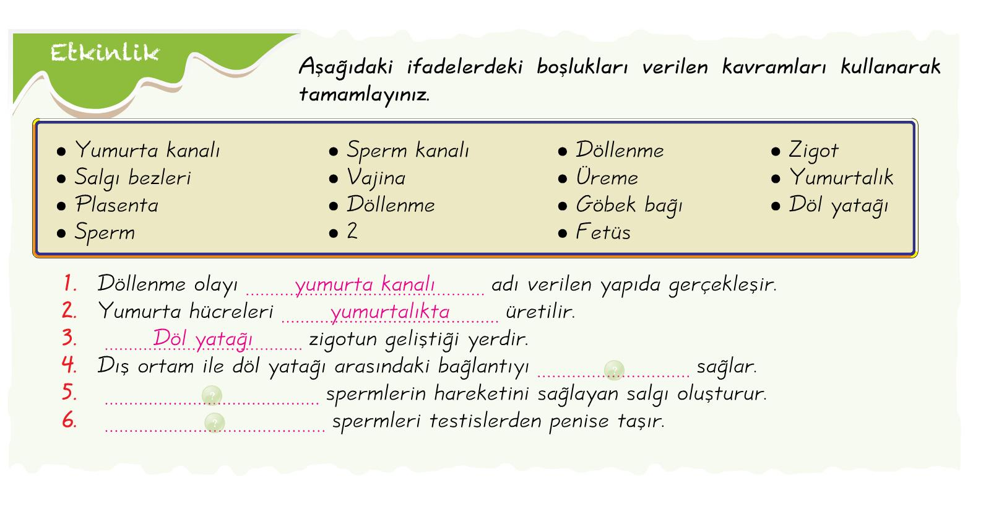 Etkinlik
Aşağıdaki ifadelerdeki boşlukları verilen kavramları kullanarak
tamamlayınız.
• Yumurta kanalı • Sperm kanalı • Döllenme • Zigot
• Salgı bezleri • Vajina • Üreme • Yumurtalık
• Plasenta • Döllenme • Göbek bağı • Döl yatağı
• Sperm • 2 • Fetüs
1. Döllenme olayı yumurta kanalı adı verilen yapıda gerçekleşir.
2. Yumurta hücreleri yumurtalıkta üretilir.
3. Döl yatağı zigotun geliştiği yerdir.
4. Dış ortam ile döl yatağı arasındaki bağlantıyı ? sağlar.
5. ? spermlerin hareketini sağlayan salgı oluşturur.
6. ? spermleri testislerden penise taşır.